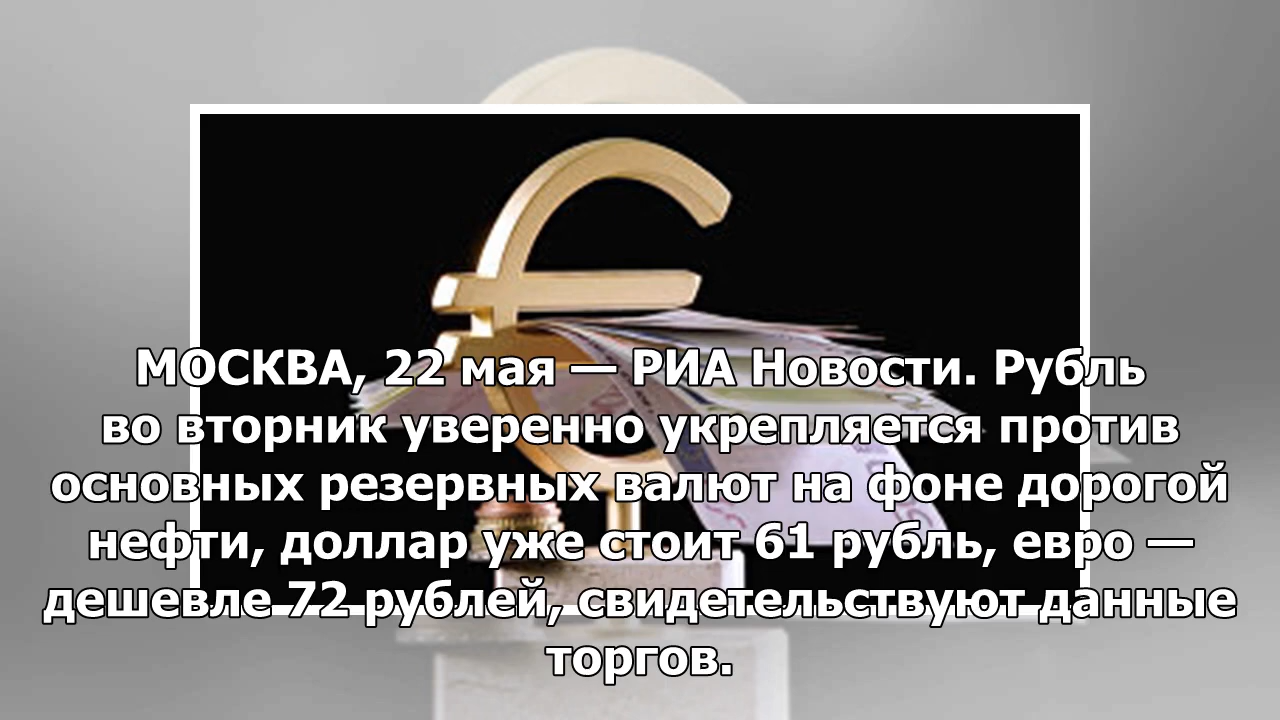 МОСКВА, 22 мая — РИА Новости. Рубль
во вторник уверенно укрепляется против
основных резервных валют на фоне дорогой
нефти, доллар уже стоит 61 рубль, евро —
дешевле 72 рублей, свидетельствуют данные
торгов.